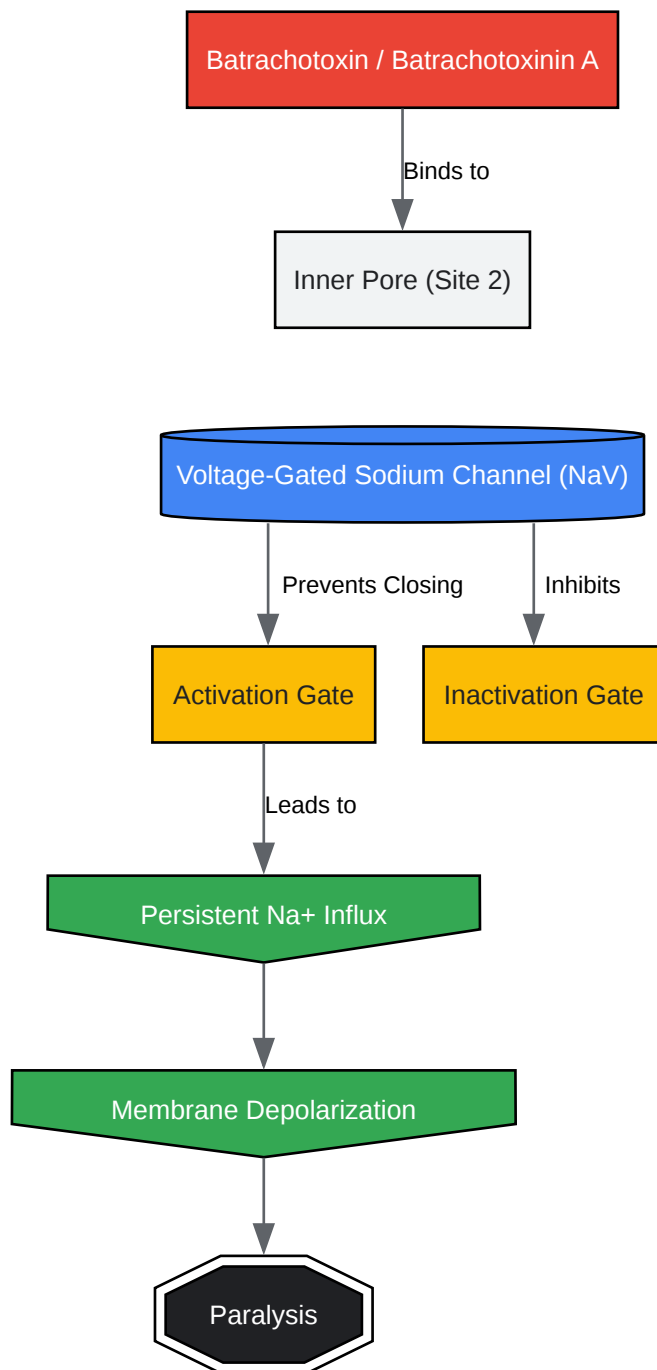 Batrachotoxin / Batrachotoxinin A
Binds to
Inner Pore (Site 2)
Voltage-Gated Sodium Channel (NaV)
Prevents Closing
Inhibits
Activation Gate
Inactivation Gate
Leads to
Persistent Na+ Influx
Membrane Depolarization
Paralysis